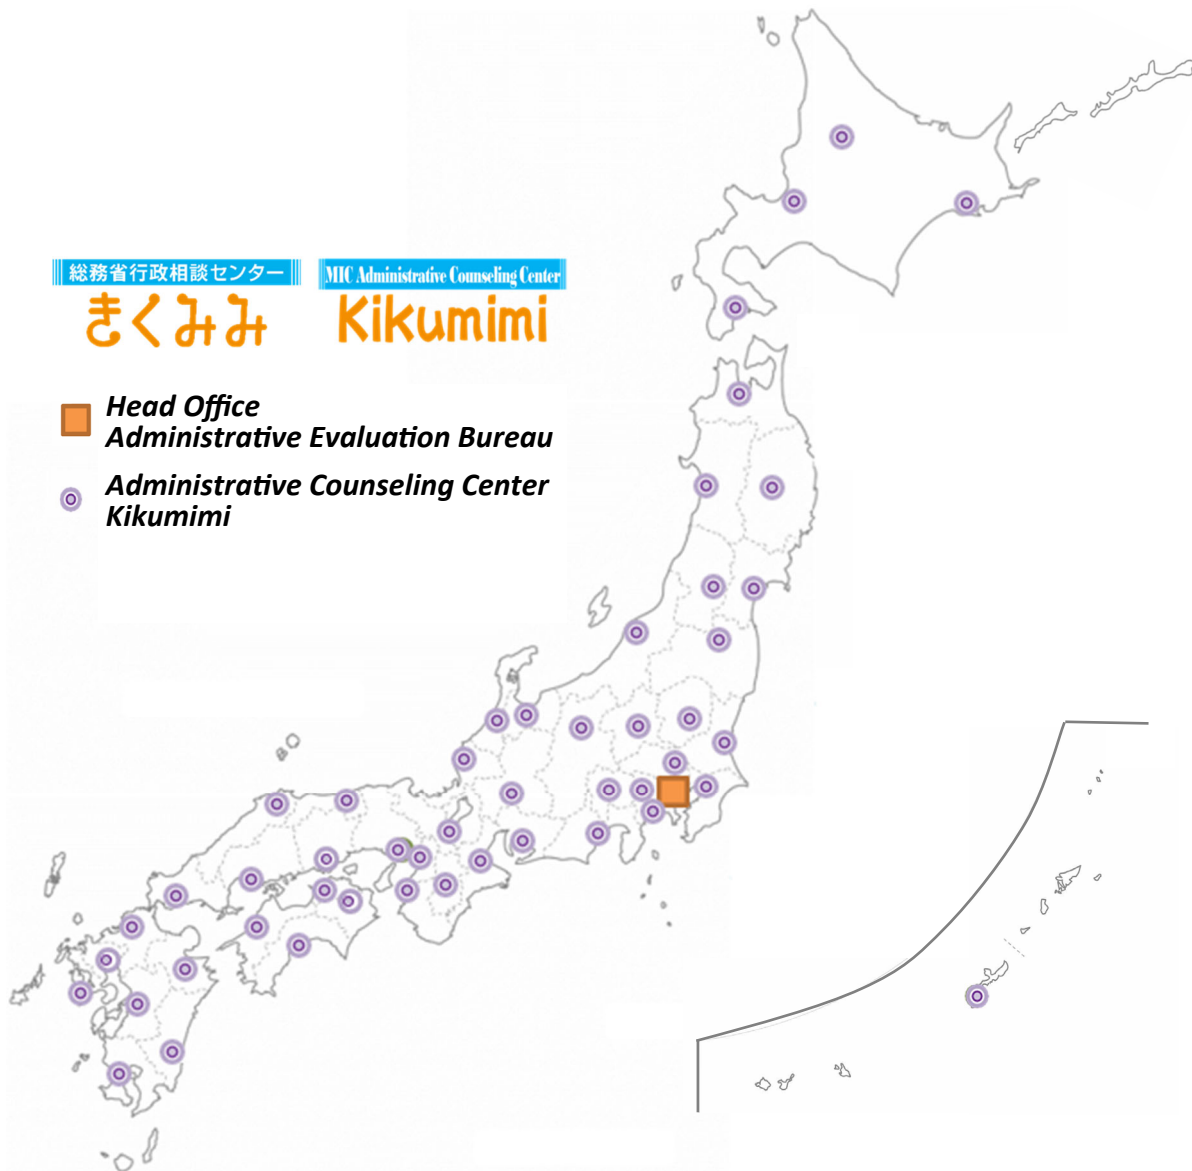 総務省行政相談センター
きくみみ
MIC Administrative Counseling Center
Kikumimi
Head Office
Administrative Evaluation Bureau
Administrative Counseling Center
Kikumimi